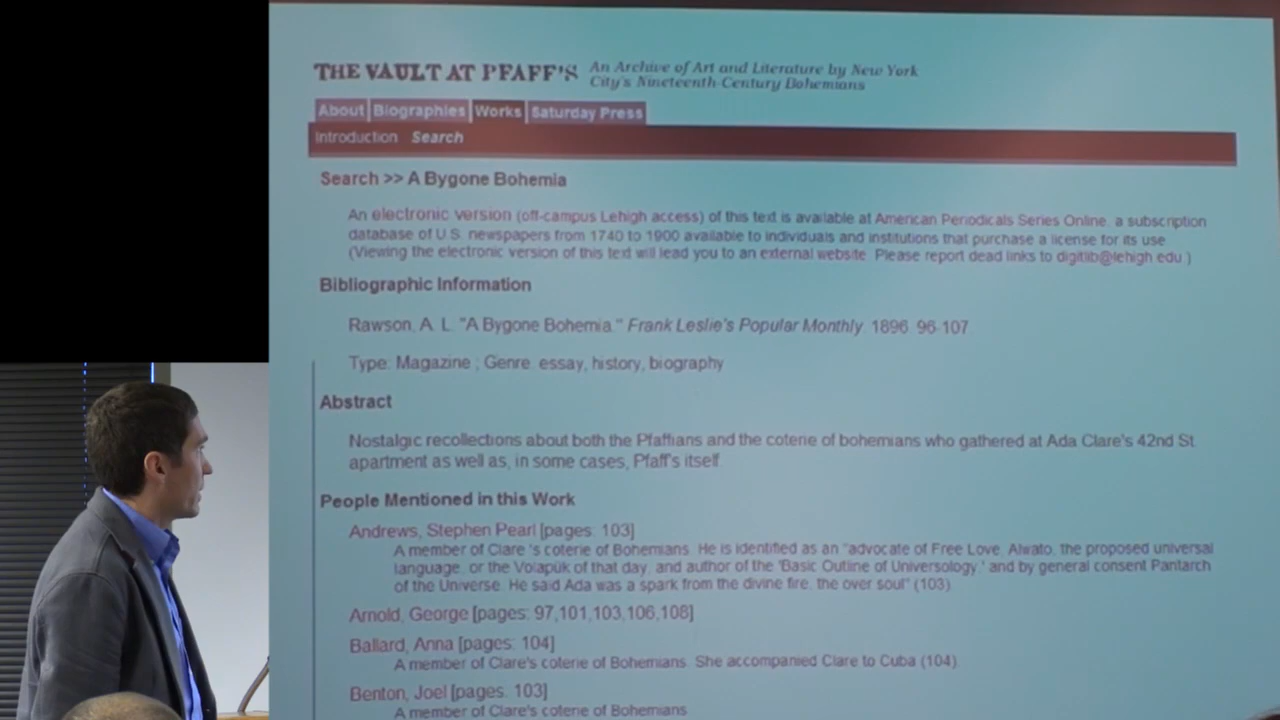 THE VAULT AT PFAFF'S
An Archive of Art and Literature by New York
City's Nineteenth-Century Bohemians
About Biographies Works Saturday Press
Introduction Search
Search >> A Bygone Bohemia
An electronic version (off-campus Lehigh access) of this text is available at American Periodicals Series Online, a subscription
database of U.S. newspapers from 1740 to 1900 available to individuals and institutions that purchase a license for its use
(Viewing the electronic version of this text will lead you to an external website. Please report dead links to digitlib@lehigh.edu.)
Bibliographic Information
Rawson, A. L. "A Bygone Bohemia." Frank Leslie's Popular Monthly. 1896. 96-107.
Type: Magazine ; Genre: essay, history, biography
Abstract
Nostalgic recollections about both the Pfaffians and the coterie of bohemians who gathered at Ada Clare's 42nd St.
apartment as well as, in some cases, Pfaff's itself.
People Mentioned in this Work
Andrews, Stephen Pearl [pages: 103]
A member of Clare 's coterie of Bohemians. He is identified as an "advocate of Free Love, Alwato, the proposed universal
language, or the Volapük of that day, and author of the 'Basic Outline of Universology,' and by general consent Pantarch
of the Universe. He said Ada was a spark from the divine fire, the over soul" (103).
Arnold, George [pages: 97,101,103,106,108]
Ballard, Anna [pages: 104]
A member of Clare's coterie of Bohemians. She accompanied Clare to Cuba (104).
Benton, Joel [pages: 103]
A member of Clare's coterie of Bohemians.